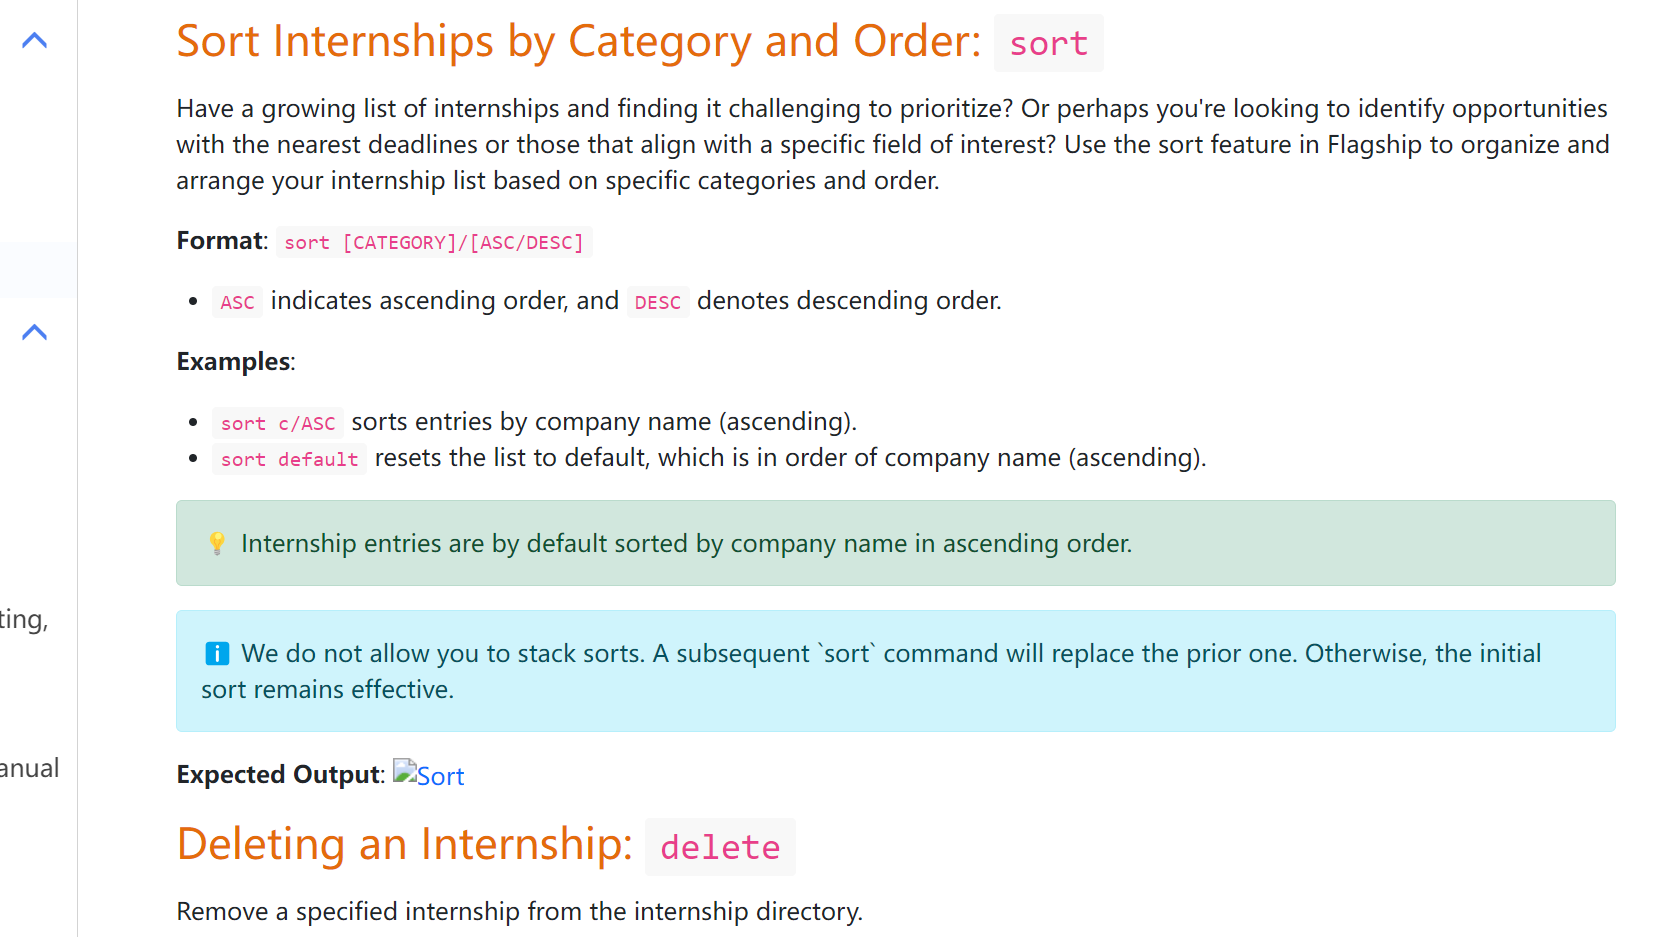 Sort Internships by Category and Order: sort
Have a growing list of internships and finding it challenging to prioritize? Or perhaps you're looking to identify opportunities
with the nearest deadlines or those that align with a specific field of interest? Use the sort feature in Flagship to organize and
arrange your internship list based on specific categories and order.
Format: sort [CATEGORY]/[ASC/DESC]
ASC indicates ascending order, and DESC denotes descending order.
Examples:
sort c/ASC sorts entries by company name (ascending).
sort default resets the list to default, which is in order of company name (ascending).
Internship entries are by default sorted by company name in ascending order.
ting,
We do not allow you to stack sorts. A subsequent `sort` command will replace the prior one. Otherwise, the initial
sort remains effective.
anual
Expected Output: Sort
Deleting an Internship: delete
Remove a specified internship from the internship directory.